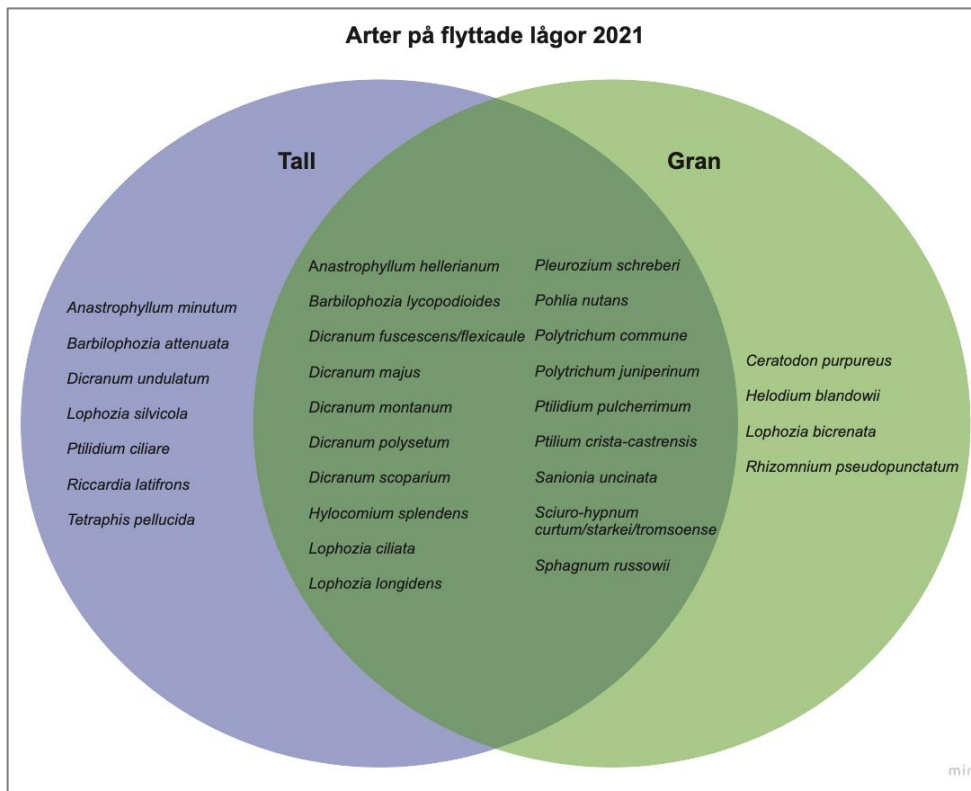 Arter på flyttade lågor 2021
Tall
Gran
Anastrophyllum minutum
Barbilophozia attenuata
Dicranum undulatum
Lophozia silvicola
Ptilidium ciliare
Riccardia latifrons
Tetraphis pellucida
Anastrophyllum hellerianum
Barbilophozia lycopodioides
Dicranum fuscescens/flexicaule
Dicranum majus
Dicranum montanum
Dicranum polysetum
Dicranum scoparium
Hylocomium splendens
Lophozia ciliata
Lophozia longidens
Pleurozium schreberi
Pohlia nutans
Polytrichum commune
Polytrichum juniperinum
Ptilidium pulcherrimum
Ptilium crista-castrensis
Sanionia uncinata
Sciuro-hypnum
curtum/starkei/tromsoense
Sphagnum russowii
Ceratodon purpureus
Helodium blandowii
Lophozia bicrenata
Rhizomnium pseudopunctatum